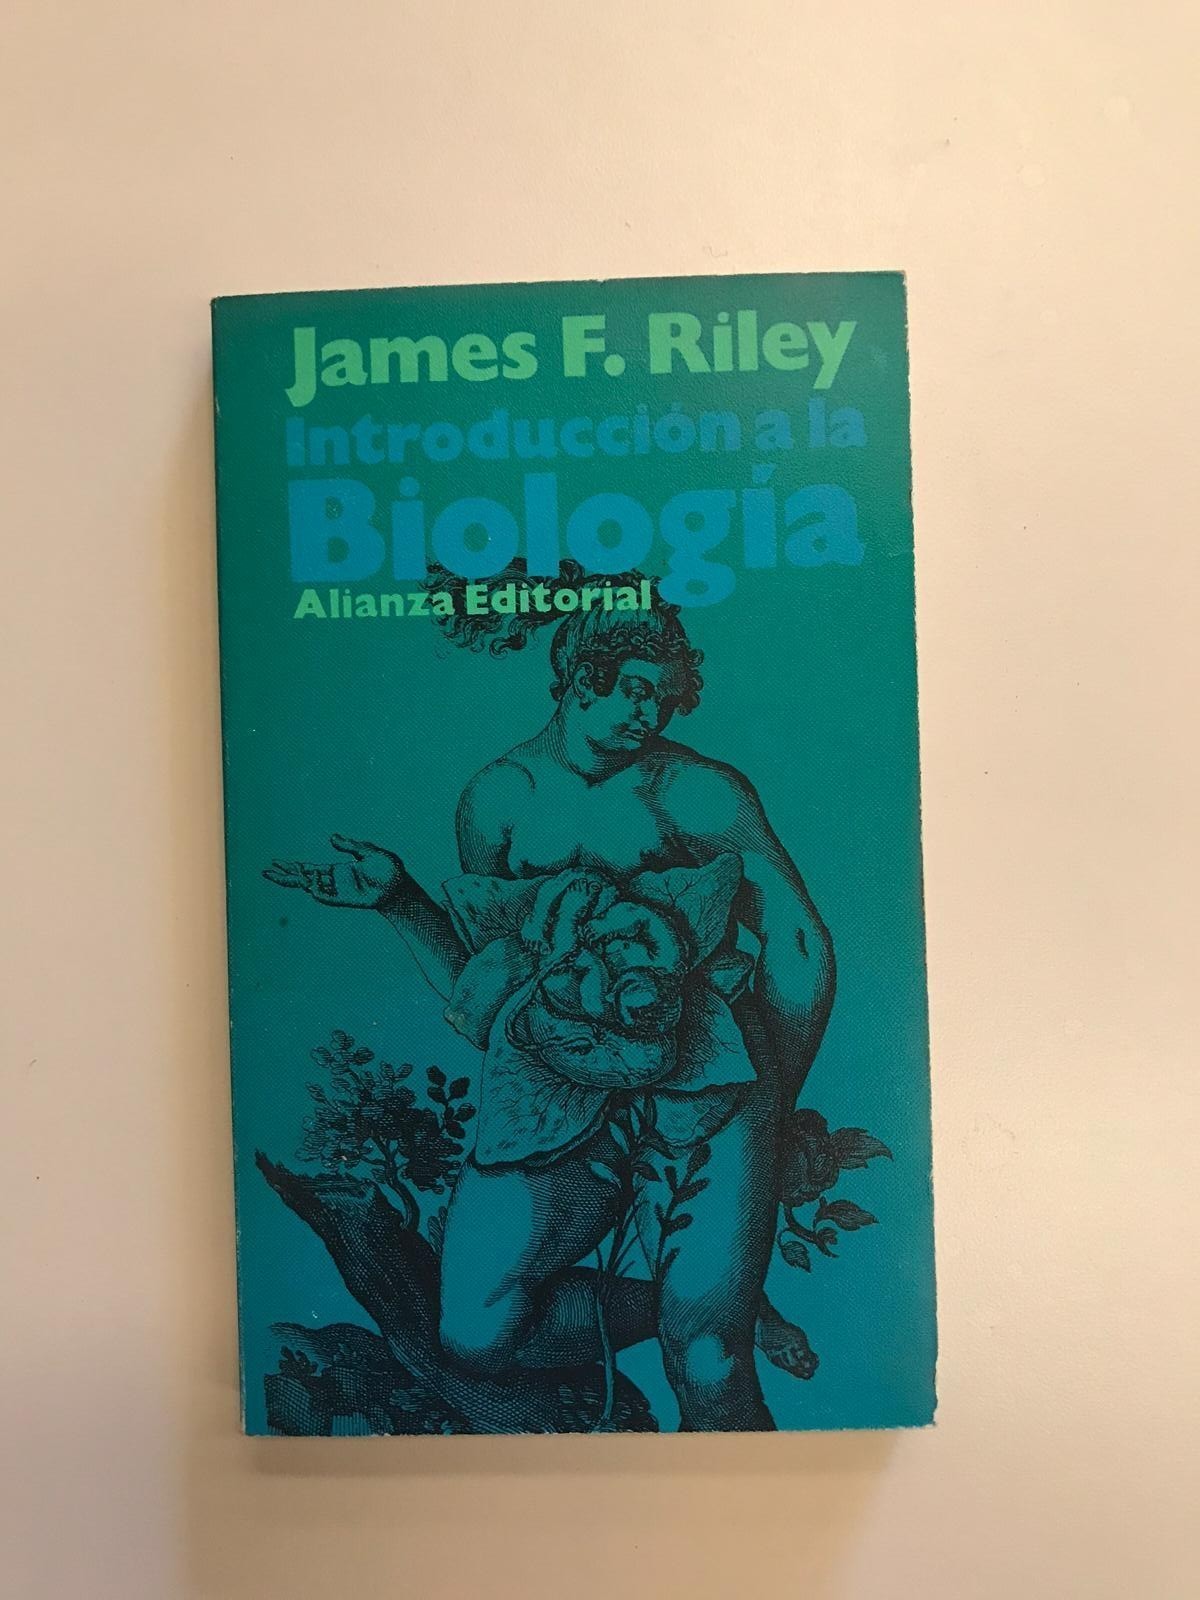 James F. Riley
Introducción a la
Biología
Alianza Editorial